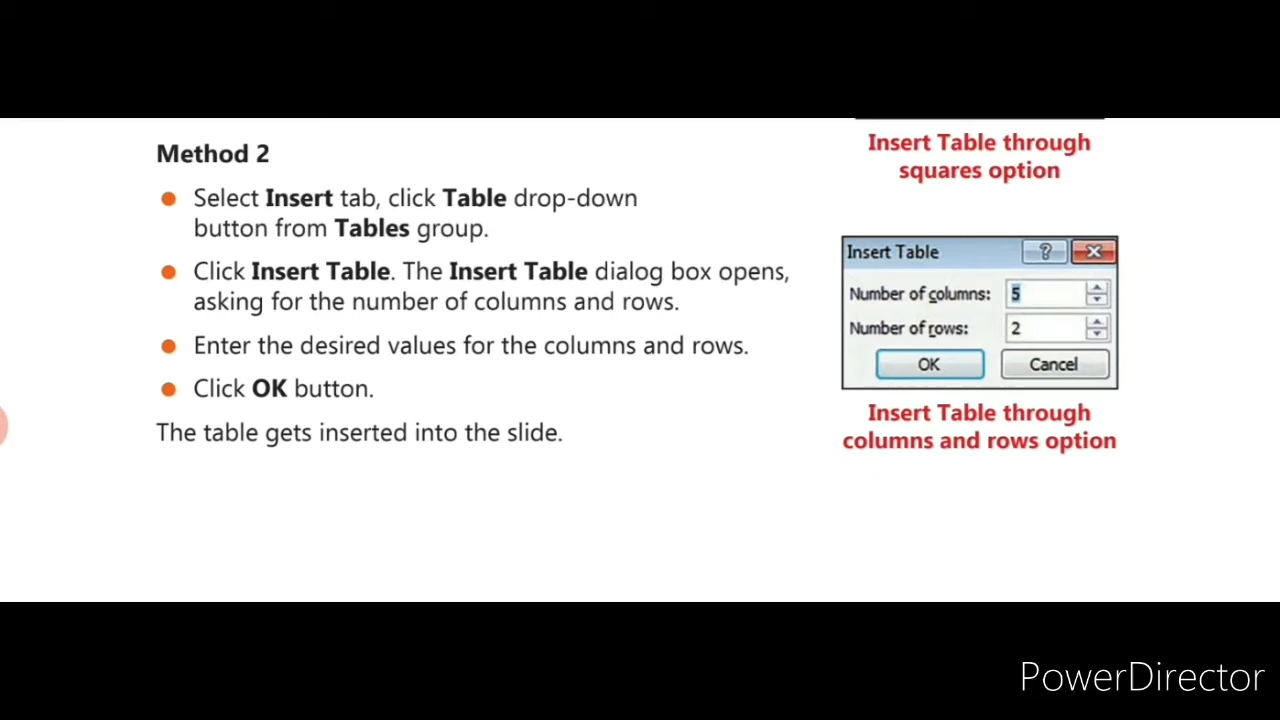 Method 2
Select Insert tab, click Table drop-down
button from Tables group.
Click Insert Table. The Insert Table dialog box opens,
asking for the number of columns and rows.
Enter the desired values for the columns and rows.
Click OK button.
The table gets inserted into the slide.
Insert Table through
squares option
Insert Table
?
Number of columns: 5
Number of rows: 2
OK Cancel
Insert Table through
columns and rows option
PowerDirector